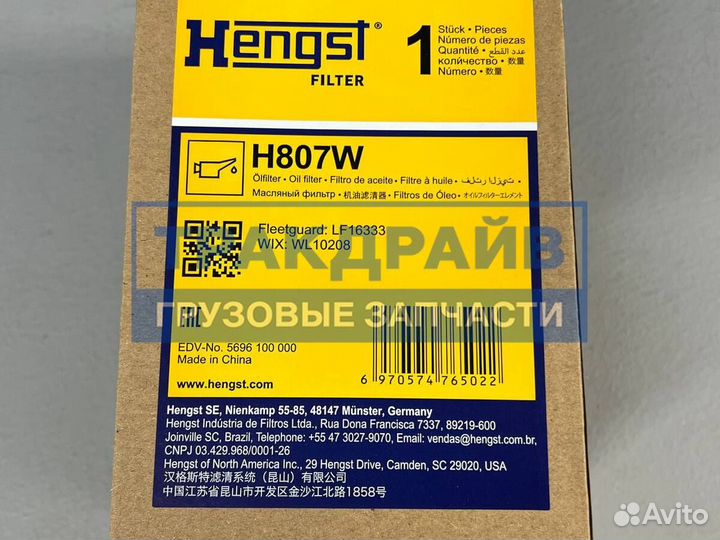 Hengst®
FILTER
1
Stück • Pieces
Número de piezas
Quantité • عدد القطع
количество • 数量
Número • 数量
H807W
Ölfilter • Oil filter • Filtro de aceite • Filtre à huile • فلتر الزيت •
Масляный фильтр • 机油滤清器 • Filtros de Óleo • オイルフィルターエレメント
Fleetguard: LF16333
WIX: WL10208
ТРАКДРАЙВ
ГРУЗОВЫЕ ЗАПЧАСТИ
EAC
EDV-No. 5696 100 000
Made in China
www.hengst.com
6 970574 765022
Hengst SE, Nienkamp 55-85, 48147 Münster, Germany
Hengst Indústria de Filtros Ltda., Rua Dona Francisca 7337, 89219-600
Joinville SC, Brazil, Telephone: +55 47 3027-9070, Email: vendas@hengst.com.br,
CNPJ 03.429.968/0001-26
Hengst of North America Inc., 29 Hengst Drive, Camden, SC 29020, USA
汉格斯特滤清系统（昆山）有限公司
中国江苏省昆山市开发区金沙江北路1858号
Avito